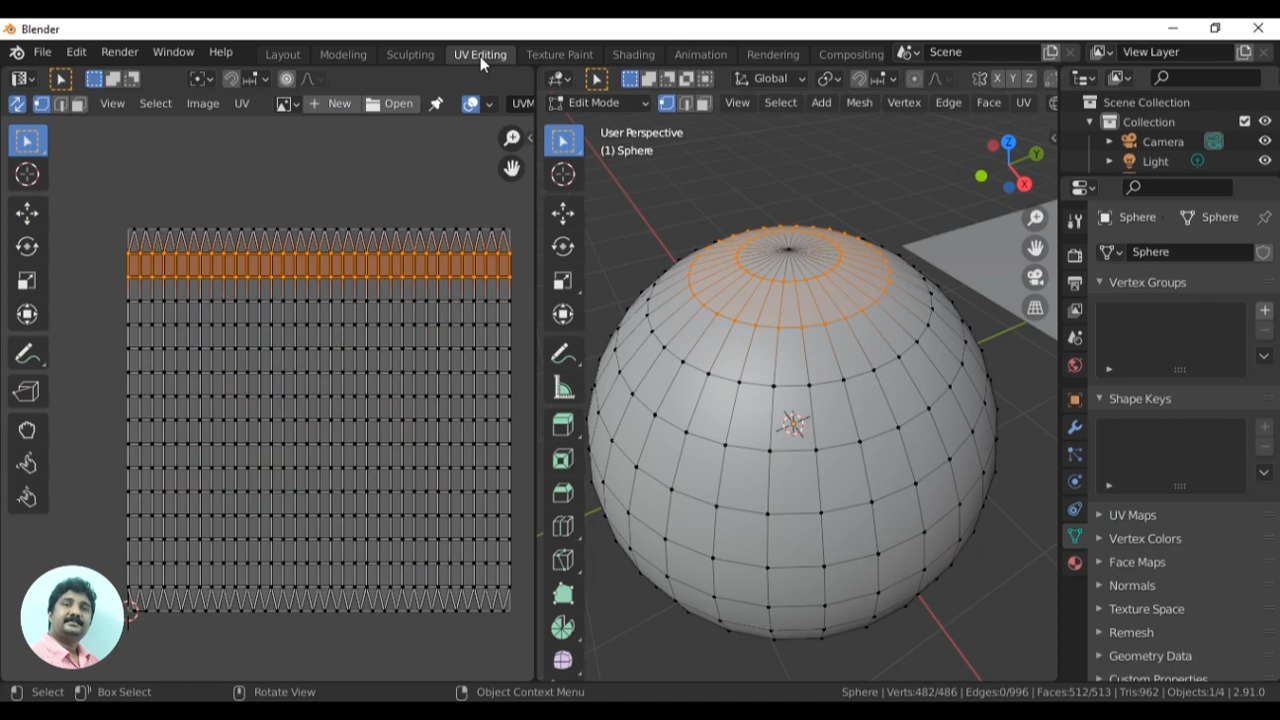 Blender
File Edit Render Window Help
Layout Modeling Sculpting UV Editing Texture Paint Shading Animation Rendering Compositing
Scene
View Layer
View Select Image UV
New
Open
UVM
Global
Edit Mode
View Select Add Mesh Vertex Edge Face UV
X Y Z
User Perspective
(1) Sphere
Z
Y
X
Scene Collection
Collection
Camera
Light
Sphere
Sphere
Sphere
Vertex Groups
Shape Keys
UV Maps
Vertex Colors
Face Maps
Normals
Texture Space
Remesh
Geometry Data
Custom Properties
Select
Box Select
Rotate View
Object Context Menu
Sphere | Verts:482/486 | Edges:0/996 | Faces:512/513 | Tris:962 | Objects:1/4 | 2.91.0